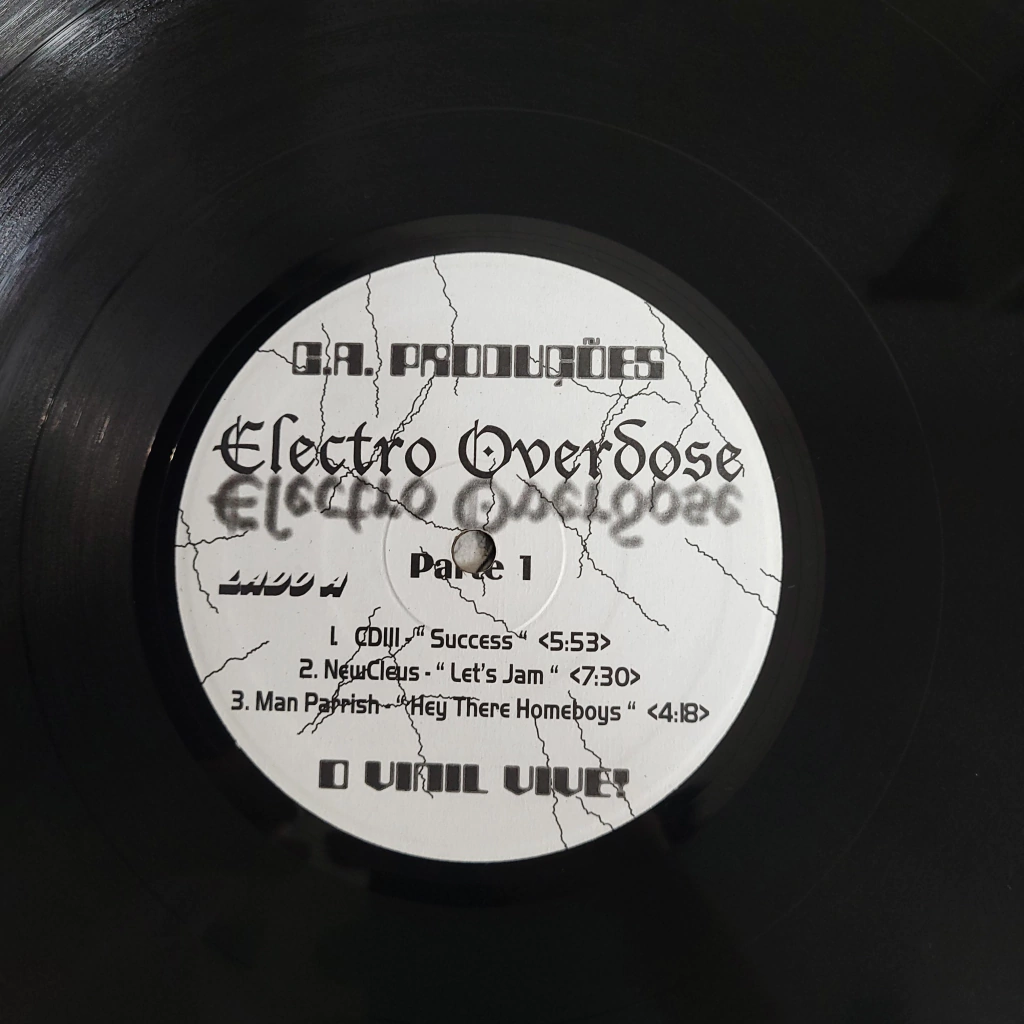 G.A. PRODUÇÕES
Electro Overdose
Electro Overdose
Parte 1
LADO A
1. CDIII - “ Success “ <5:53>
2. NewCleus - “ Let's Jam “ <7:30>
3. Man Parrish - “ Hey There Homeboys “ <4:18>
O VINIL VIVE!